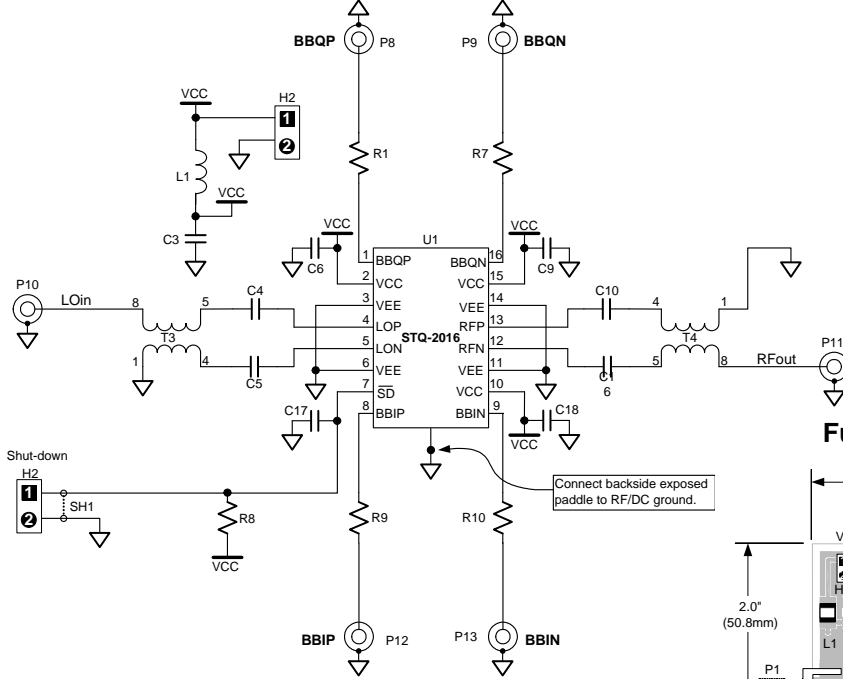 BBQP P8 P9 BBQN
VCC H2
1
2
R1 R7
L1
VCC
C3
VCC U1 VCC
C6 C9
1 BBQP BBQN 16
2 VCC VCC 15
3 VEE VEE 14
4 LOP RFP 13
STQ-2016
5 LON RFN 12
6 VEE VEE 11
7 SD VCC 10
8 BBIP BBIN 9
P10
LOin
8 5 C4
T3
1 4 C5
C10 4 1
T4
C1
6
5 8
RFout
P11
C17 C18
VCC
Fu
Shut-down
H2
1
2
SH1
R8
VCC
R9 R10
Connect backside exposed
paddle to RF/DC ground.
BBIP P12 P13 BBIN
V
H
2.0"
(50.8mm)
L1
P1